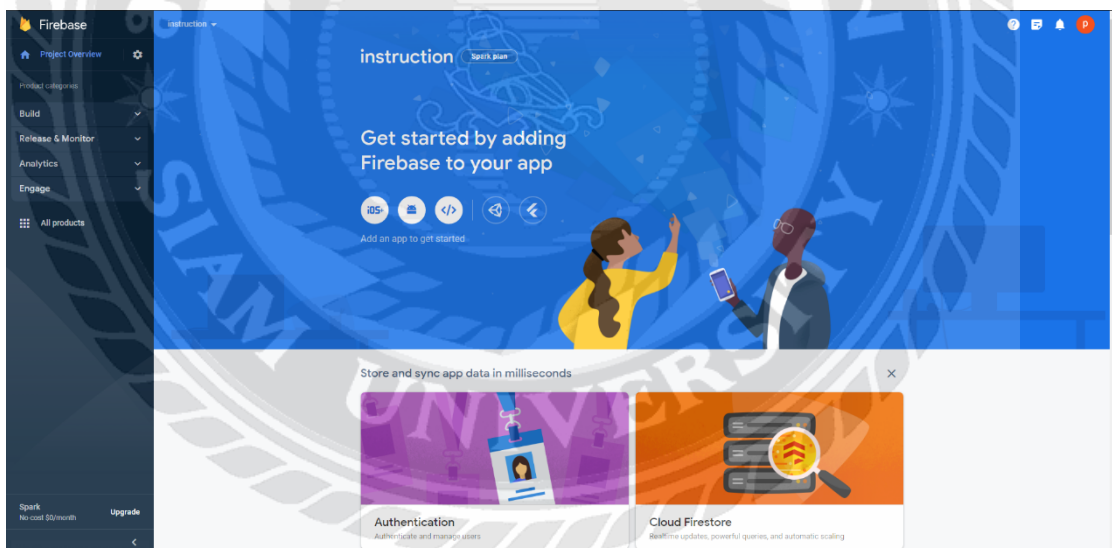 Firebase
instruction
P
Project Overview
instruction Spark plan
Product categories
Build
Release & Monitor
Analytics
Engage
All products
Get started by adding
Firebase to your app
iOS+
Add an app to get started
Store and sync app data in milliseconds
Authentication
Authenticate and manage users
Cloud Firestore
Realtime updates, powerful queries, and automatic scaling
Spark
No-cost $0/month
Upgrade
SIAM UNIVERSITY